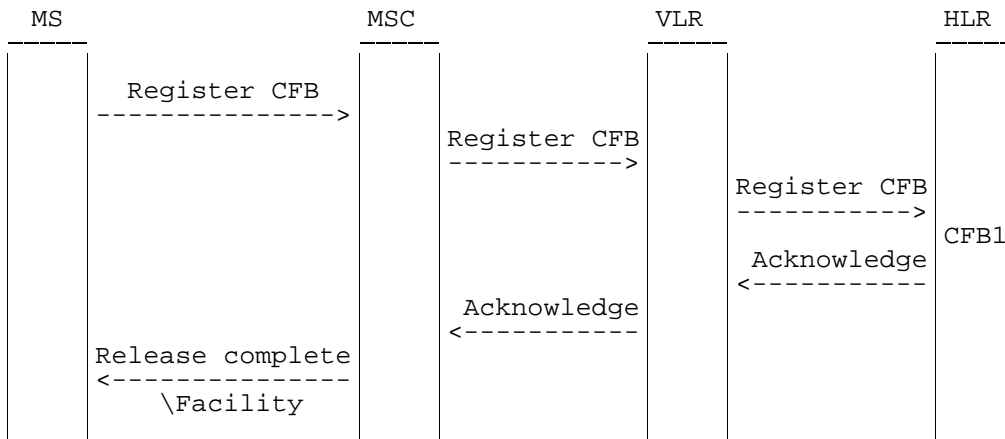 MS MSC VLR HLR
Register CFB
--------------->
Register CFB
----------->
Register CFB
----------->
CFB1
Acknowledge
<-----------
Acknowledge
<-----------
Release complete
<---------------
\Facility